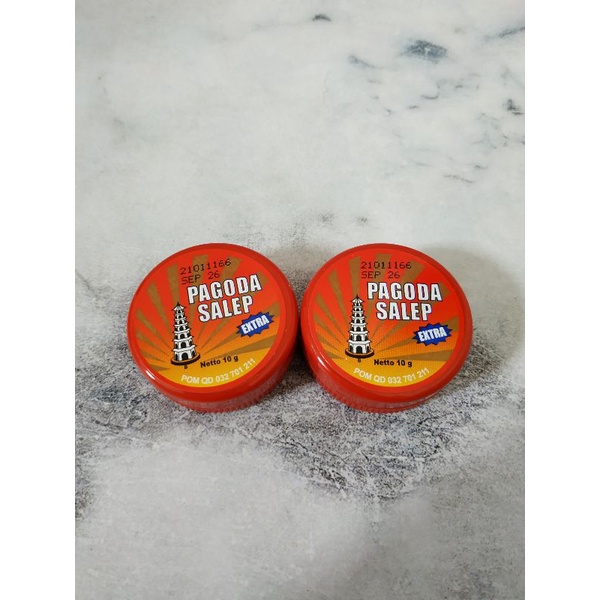 21011166
SEP 26
PAGODA
SALEP
EXTRA
Netto 10 g
POM QD 032 701 211
21011166
SEP 26
PAGODA
SALEP
EXTRA
Netto 10 g
POM QD 032 701 211